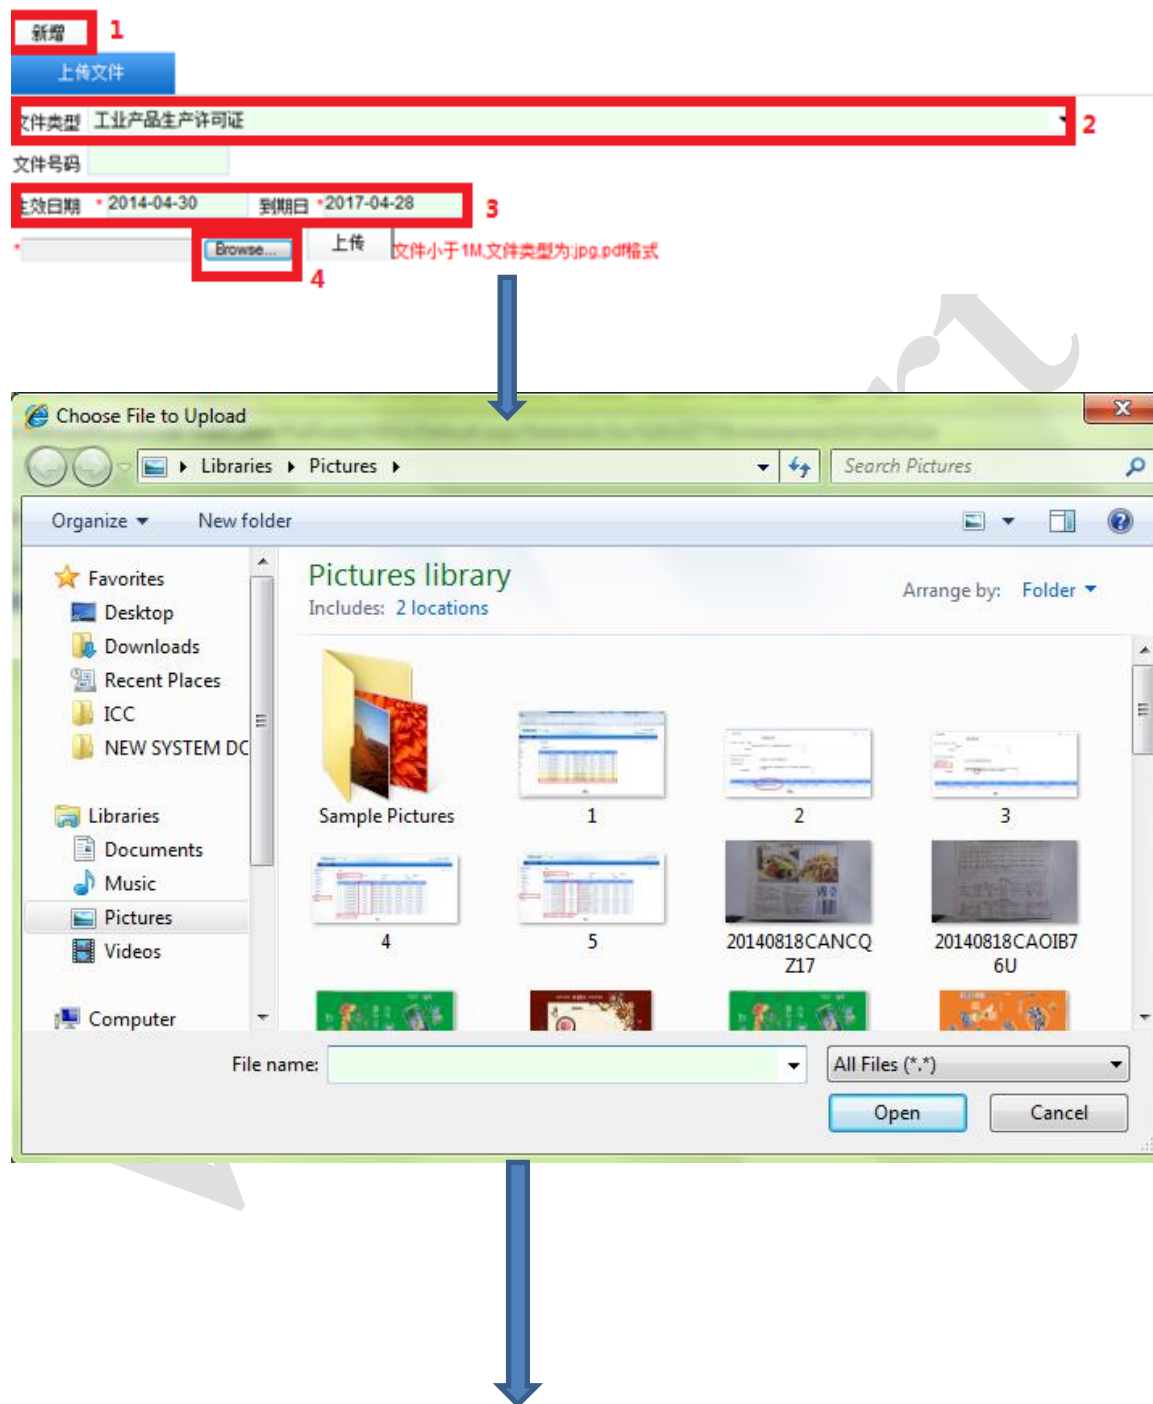 新增 1
上传文件
文件类型 工业产品生产许可证 2
文件号码
生效日期 * 2014-04-30 到期日 * 2017-04-28 3
* Browse... 上传 文件小于1M,文件类型为:jpg,pdf格式
4
Choose File to Upload
Libraries Pictures Search Pictures
Organize New folder
Favorites
Desktop
Downloads
Recent Places
ICC
NEW SYSTEM DC
Libraries
Documents
Music
Pictures
Videos
Computer
Pictures library
Includes: 2 locations
Arrange by: Folder
Sample Pictures 1 2 3
4 5 20140818CANCQ 20140818CAOIB7
Z17 6U
File name: All Files (*.*)
Open Cancel